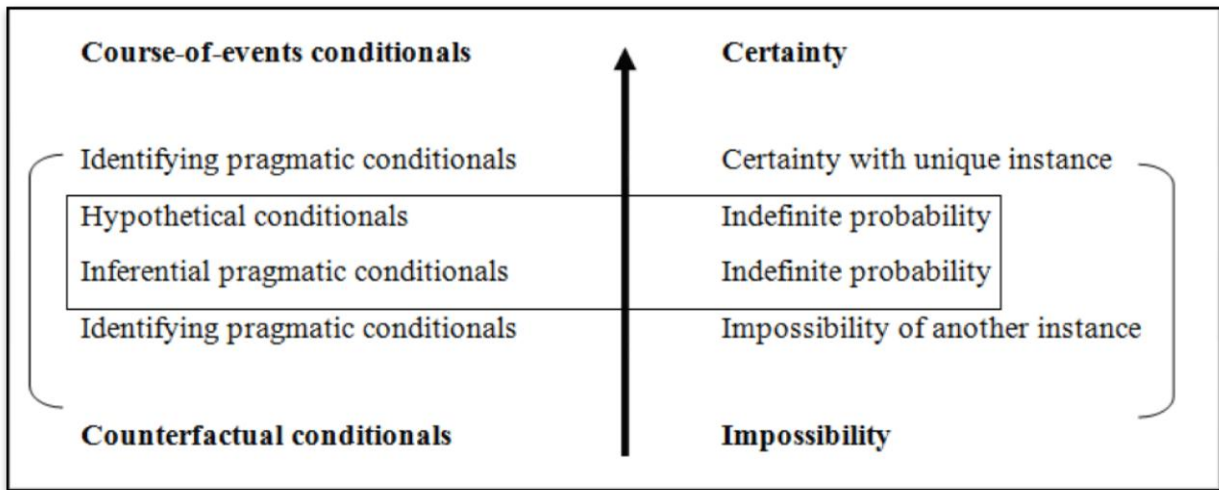 Course-of-events conditionals Certainty
Identifying pragmatic conditionals Certainty with unique instance
Hypothetical conditionals Indefinite probability
Inferential pragmatic conditionals Indefinite probability
Identifying pragmatic conditionals Impossibility of another instance
Counterfactual conditionals Impossibility